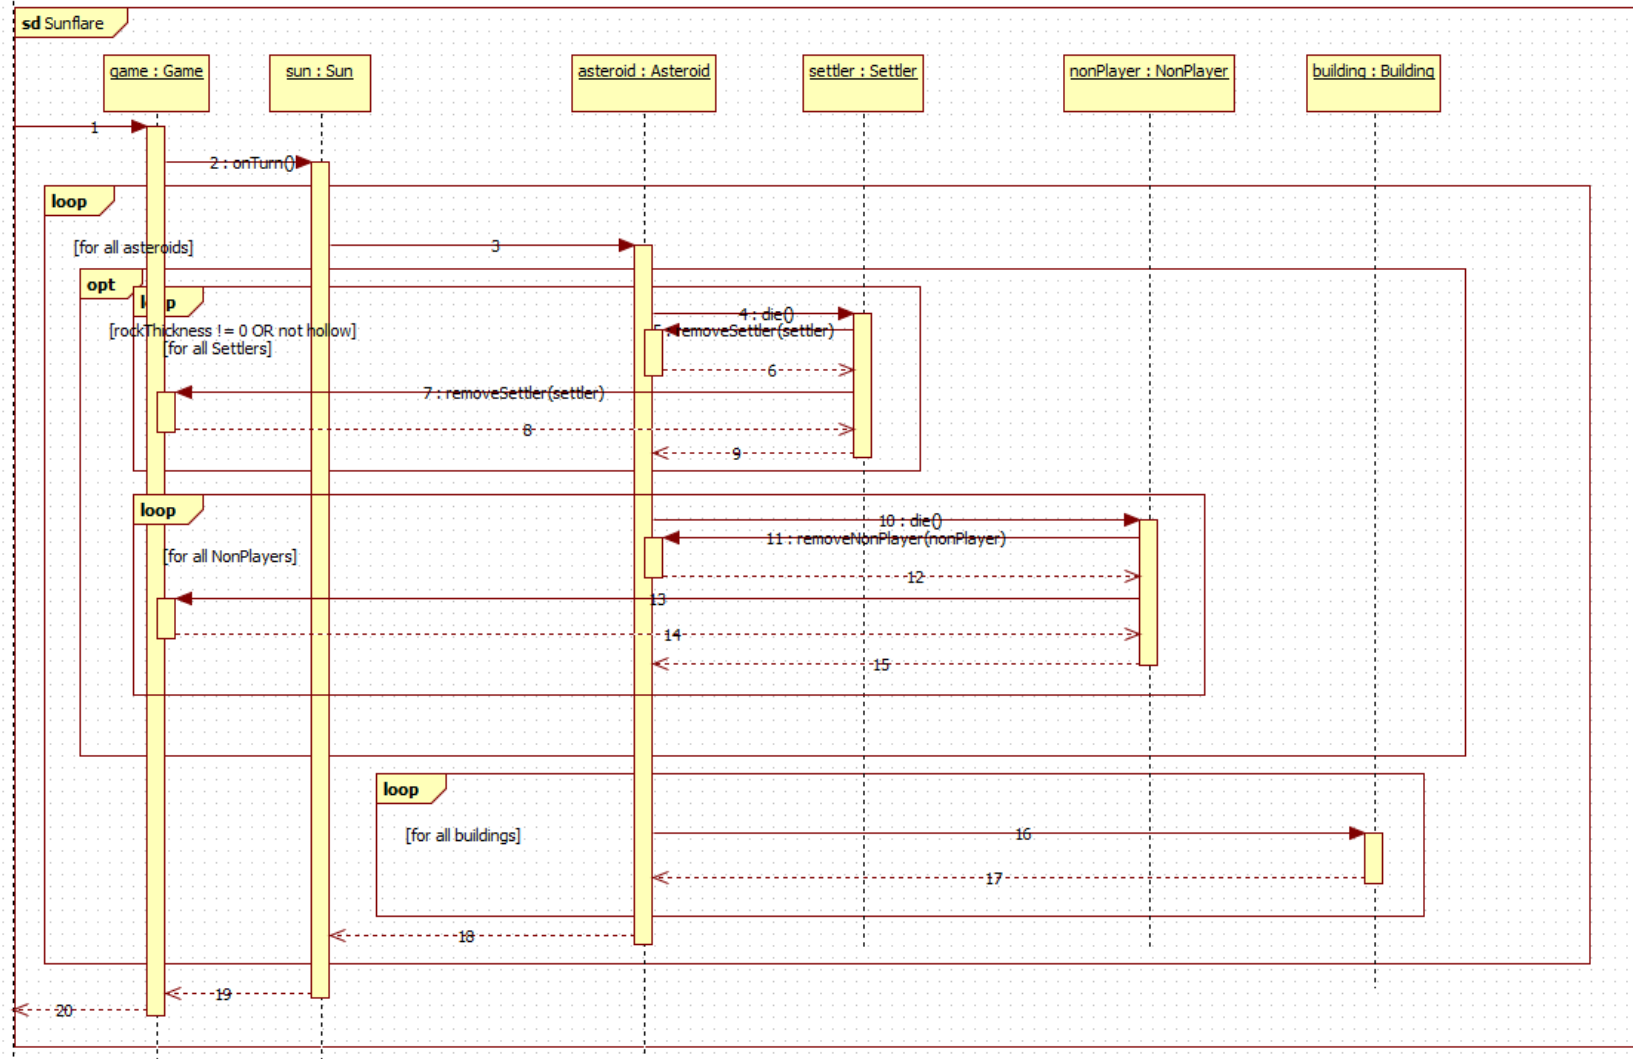 sd Sunflare
game : Game
sun : Sun
asteroid : Asteroid
settler : Settler
nonPlayer : NonPlayer
building : Building
1
2 : onTurn()
loop
[for all asteroids]
3
opt
loop
[rockThickness != 0 OR not hollow]
[for all Settlers]
4 : die()
5 : removeSettler(settler)
6
7 : removeSettler(settler)
8
9
loop
[for all NonPlayers]
10 : die()
11 : removeNonPlayer(nonPlayer)
12
13
14
15
loop
[for all buildings]
16
17
18
19
20